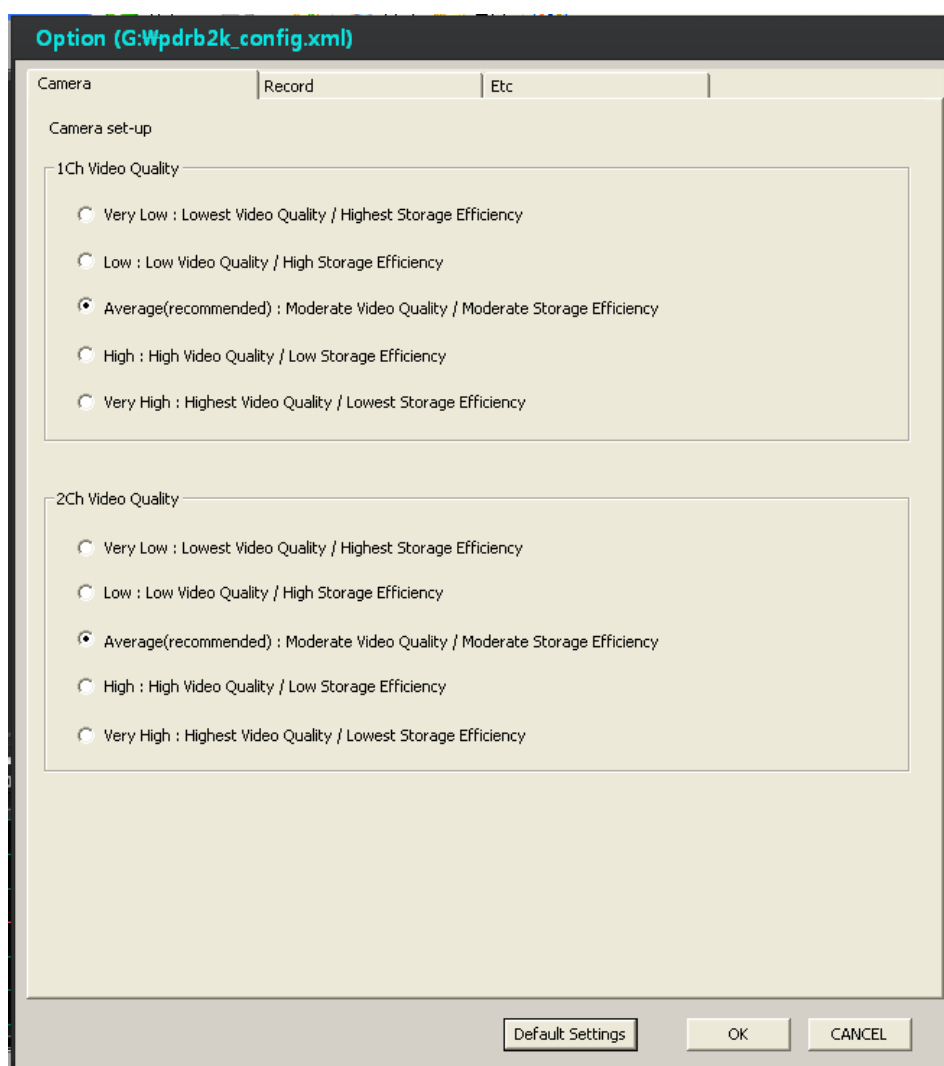 Option (G:₩pdrb2k_config.xml)
Camera
Record
Etc
Camera set-up
1Ch Video Quality
Very Low : Lowest Video Quality / Highest Storage Efficiency
Low : Low Video Quality / High Storage Efficiency
Average(recommended) : Moderate Video Quality / Moderate Storage Efficiency
High : High Video Quality / Low Storage Efficiency
Very High : Highest Video Quality / Lowest Storage Efficiency
2Ch Video Quality
Very Low : Lowest Video Quality / Highest Storage Efficiency
Low : Low Video Quality / High Storage Efficiency
Average(recommended) : Moderate Video Quality / Moderate Storage Efficiency
High : High Video Quality / Low Storage Efficiency
Very High : Highest Video Quality / Lowest Storage Efficiency
Default Settings
OK
CANCEL